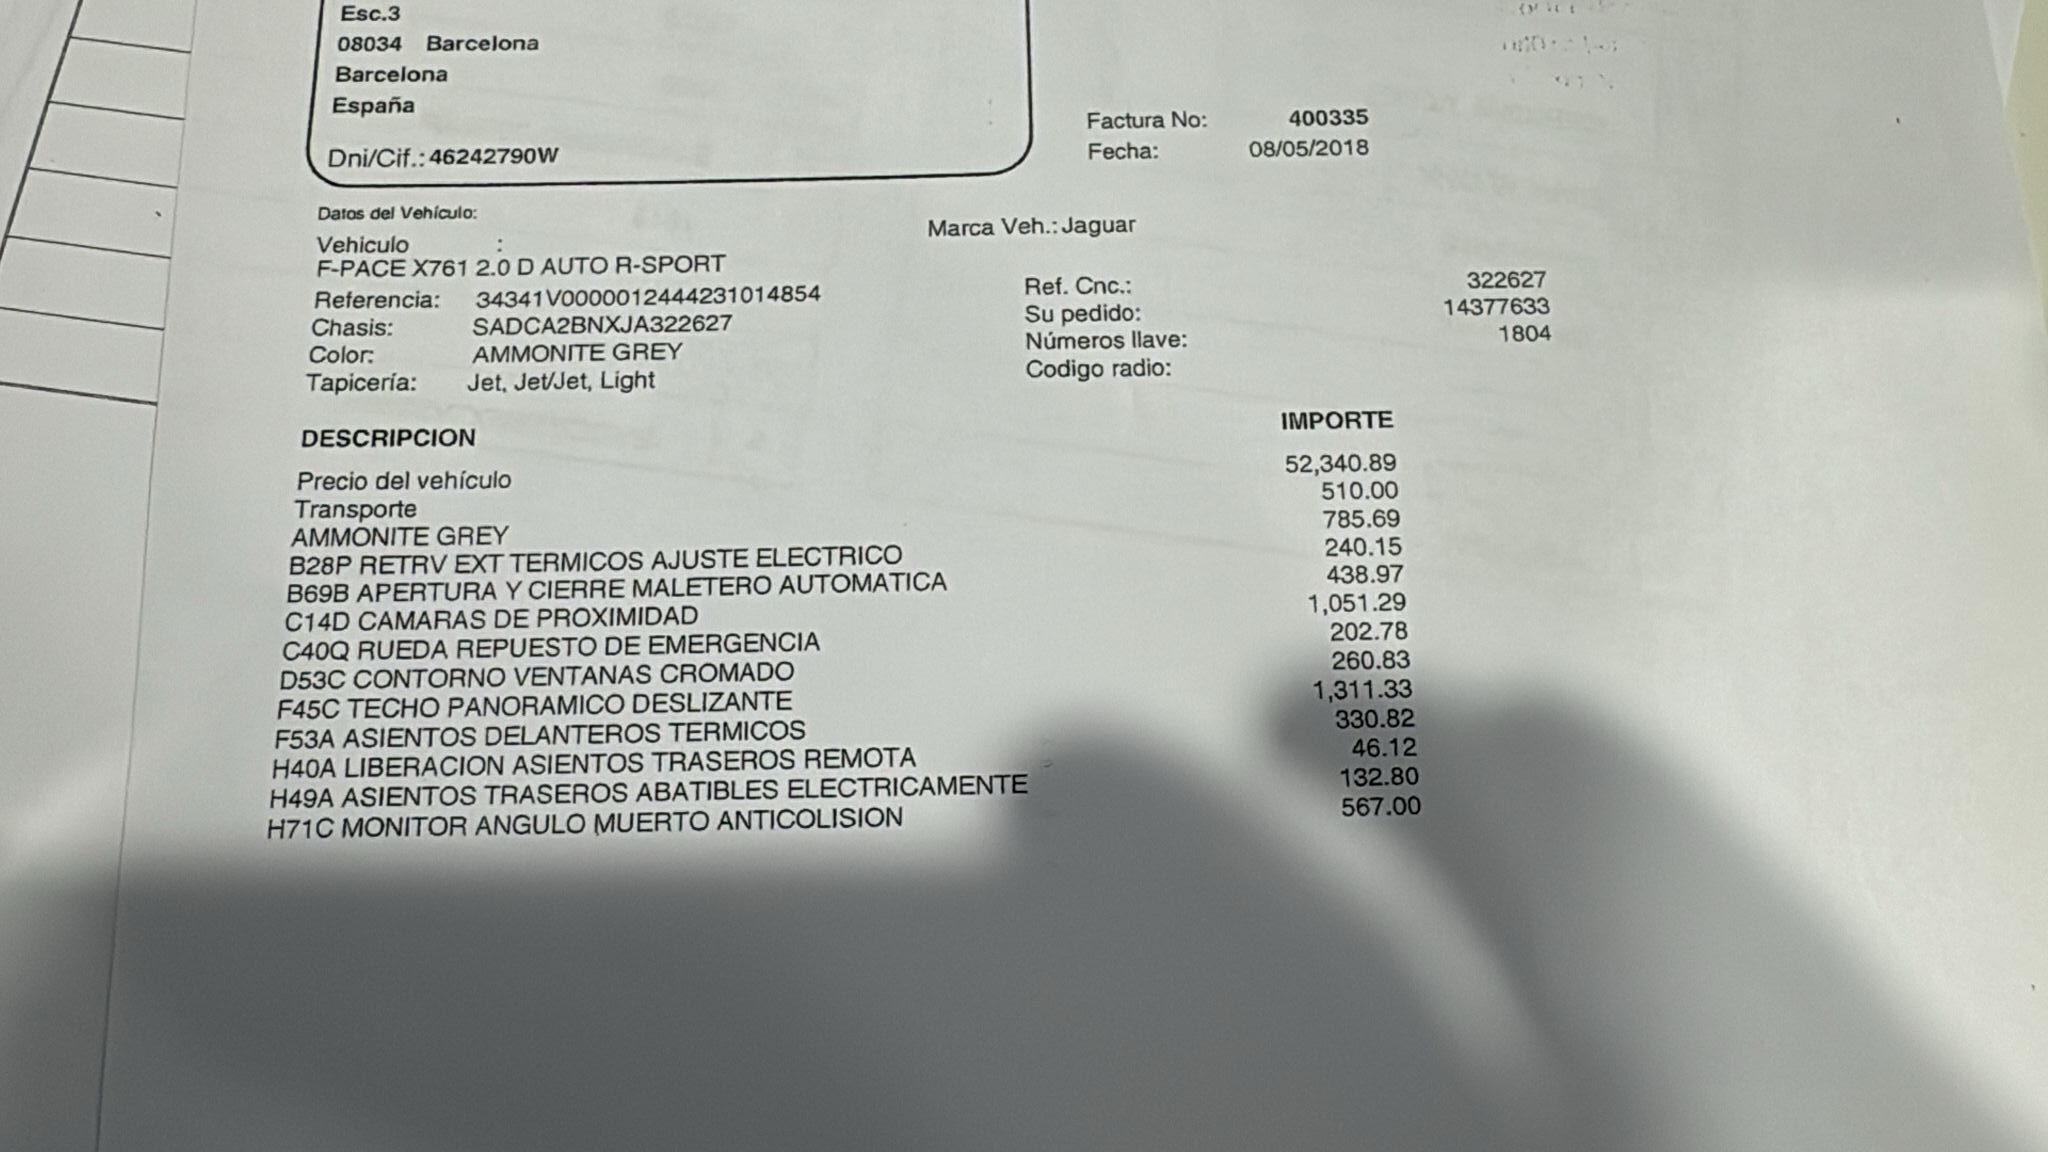 Esc.3
08034 Barcelona
Barcelona
España
Dni/Cif.: 46242790W
Factura No: 400335
Fecha: 08/05/2018
Datos del Vehículo:
Marca Veh.: Jaguar
Vehiculo :
F-PACE X761 2.0 D AUTO R-SPORT
Referencia: 34341V0000012444231014854
Ref. Cnc.: 322627
Chasis: SADCA2BNXJA322627
Su pedido: 14377633
Color: AMMONITE GREY
Números llave: 1804
Tapicería: Jet, Jet/Jet, Light
Codigo radio:
DESCRIPCION IMPORTE
Precio del vehículo 52,340.89
Transporte 510.00
AMMONITE GREY 785.69
B28P RETRV EXT TERMICOS AJUSTE ELECTRICO 240.15
B69B APERTURA Y CIERRE MALETERO AUTOMATICA 438.97
C14D CAMARAS DE PROXIMIDAD 1,051.29
C40Q RUEDA REPUESTO DE EMERGENCIA 202.78
D53C CONTORNO VENTANAS CROMADO 260.83
F45C TECHO PANORAMICO DESLIZANTE 1,311.33
F53A ASIENTOS DELANTEROS TERMICOS 330.82
H40A LIBERACION ASIENTOS TRASEROS REMOTA 46.12
H49A ASIENTOS TRASEROS ABATIBLES ELECTRICAMENTE 132.80
H71C MONITOR ANGULO MUERTO ANTICOLISION 567.00